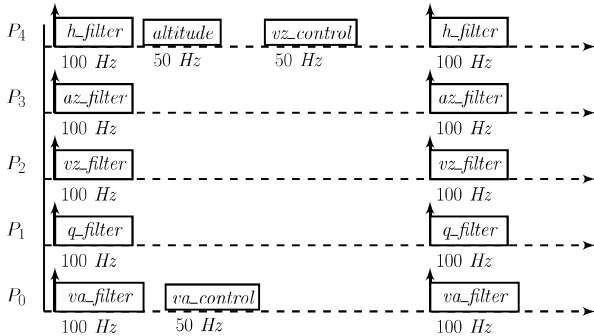 P4 h_filter altitude vz_control h_filter
100 Hz 50 Hz 50 Hz 100 Hz
P3 az_filter az_filter
100 Hz 100 Hz
P2 vz_filter vz_filter
100 Hz 100 Hz
P1 q_filter q_filter
100 Hz 100 Hz
P0 va_filter va_control va_filter
100 Hz 50 Hz 100 Hz